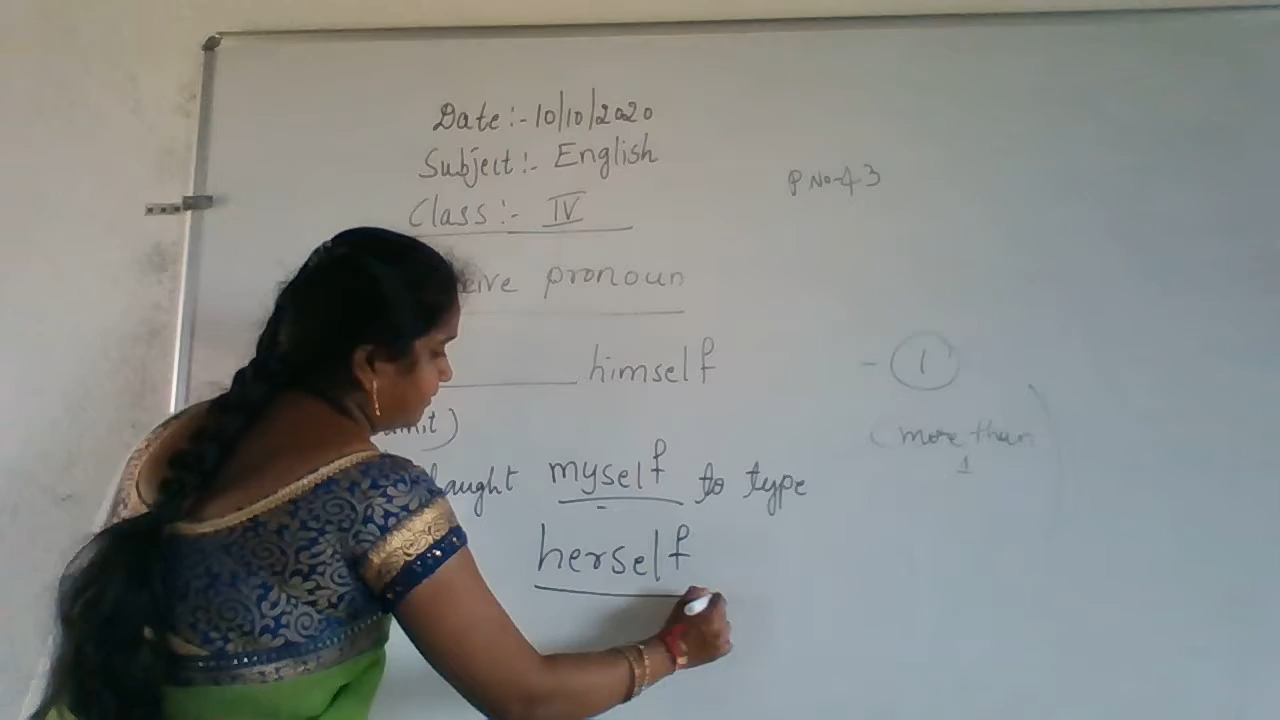 Date:-10/10/2020
Subject:- English
Class:- IV
P No-43
pronoun
himself
- 1
(more than
1
myself to type
herself